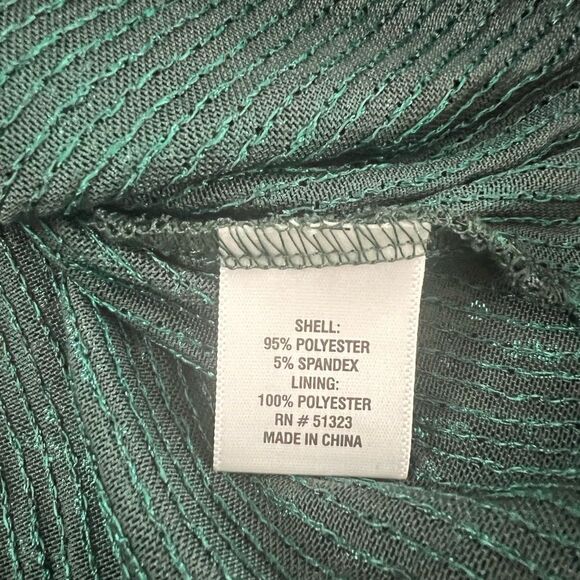 SHELL:
95% POLYESTER
5% SPANDEX
LINING:
100% POLYESTER
RN # 51323
MADE IN CHINA